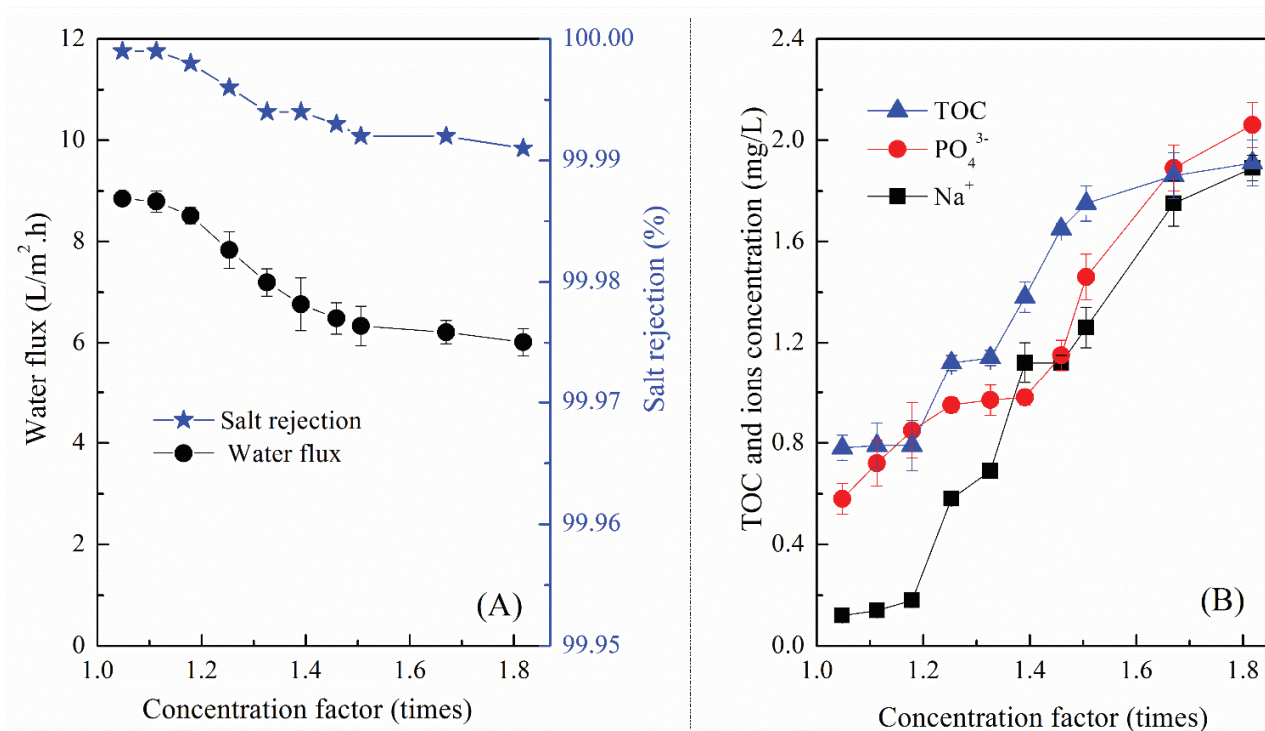 Water flux (L/m².h)
12
10
8
6
4
2
0
1.0 1.2 1.4 1.6 1.8
Concentration factor (times)
Salt rejection
Water flux
(A)
100.00
99.99
99.98
99.97
99.96
99.95
Salt rejection (%)
TOC and ions concentration (mg/L)
2.4
2.0
1.6
1.2
0.8
0.4
0.0
1.0 1.2 1.4 1.6 1.8
Concentration factor (times)
TOC
PO₄³⁻
Na⁺
(B)